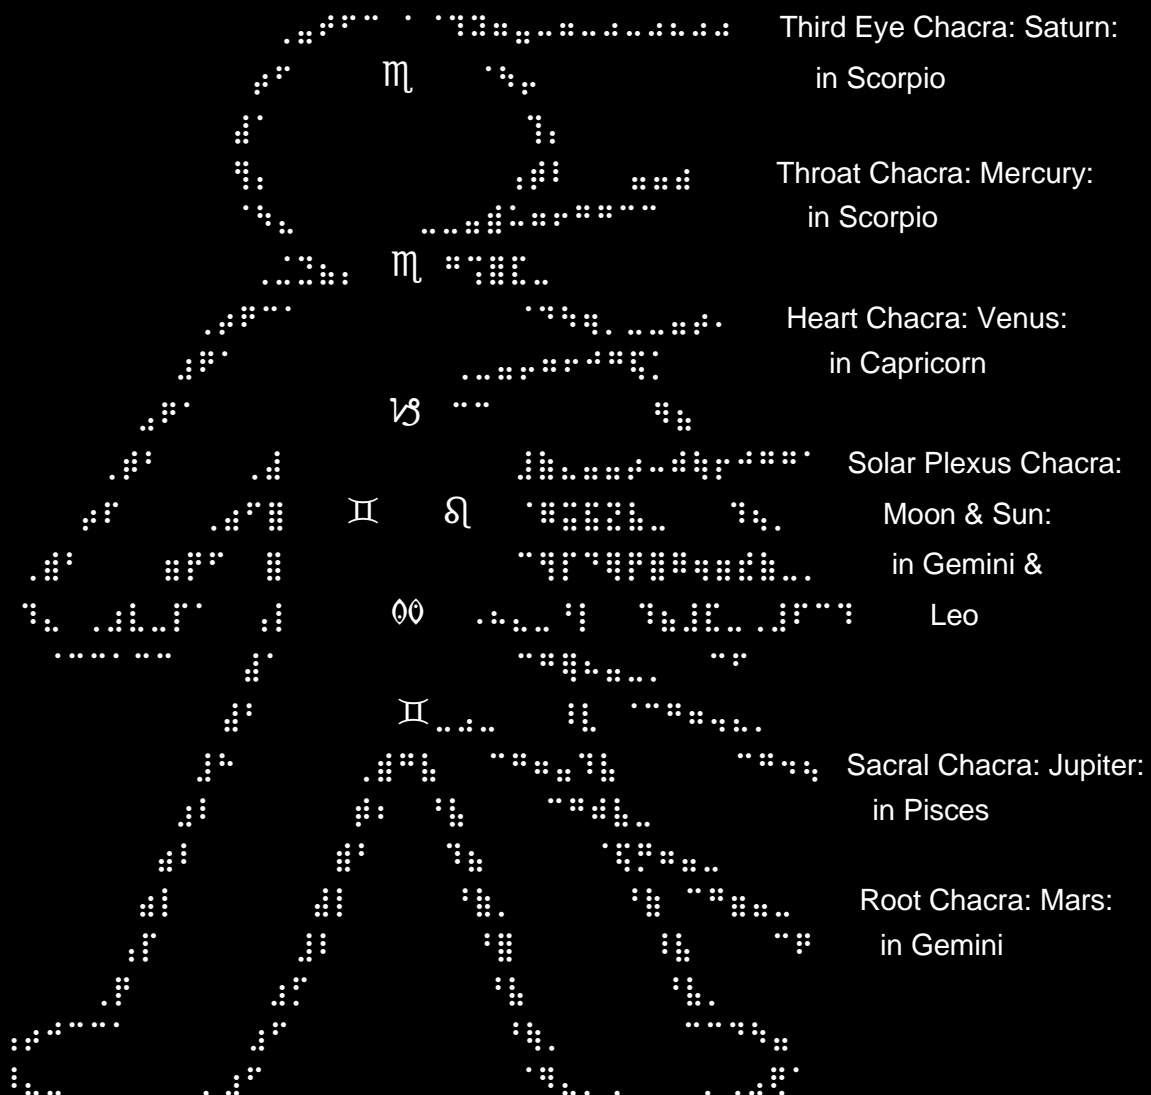 Third Eye Chacra: Saturn:
in Scorpio
♏
Throat Chacra: Mercury:
in Scorpio
♏
Heart Chacra: Venus:
in Capricorn
♑
Solar Plexus Chacra:
♊ ♌ Moon & Sun:
in Gemini &
Leo
♊
Sacral Chacra: Jupiter:
in Pisces
Root Chacra: Mars:
in Gemini